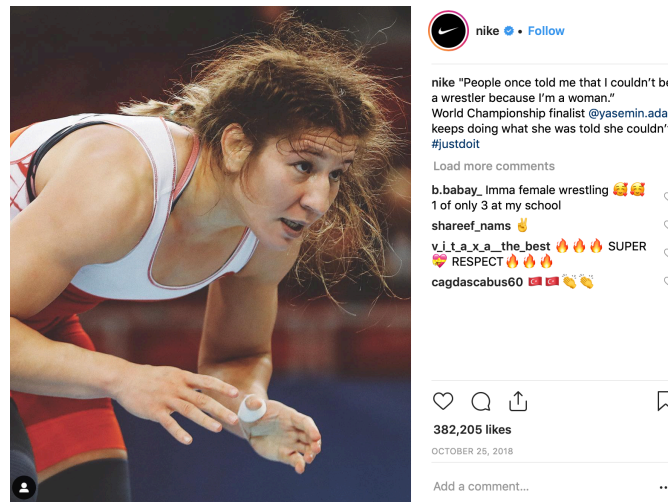 nike • Follow
nike "People once told me that I couldn't be
a wrestler because I'm a woman."
World Championship finalist @yasemin.ada
keeps doing what she was told she couldn'
#justdoit
Load more comments
b.babay_ Imma female wrestling 🥰🥰
1 of only 3 at my school
shareef_nams ✌
v_i_t_a_x_a__the_best 🔥🔥🔥 SUPER
💝 RESPECT🔥🔥🔥
cagdascabus60 🇹🇷🇹🇷👏👏
382,205 likes
OCTOBER 25, 2018
Add a comment...